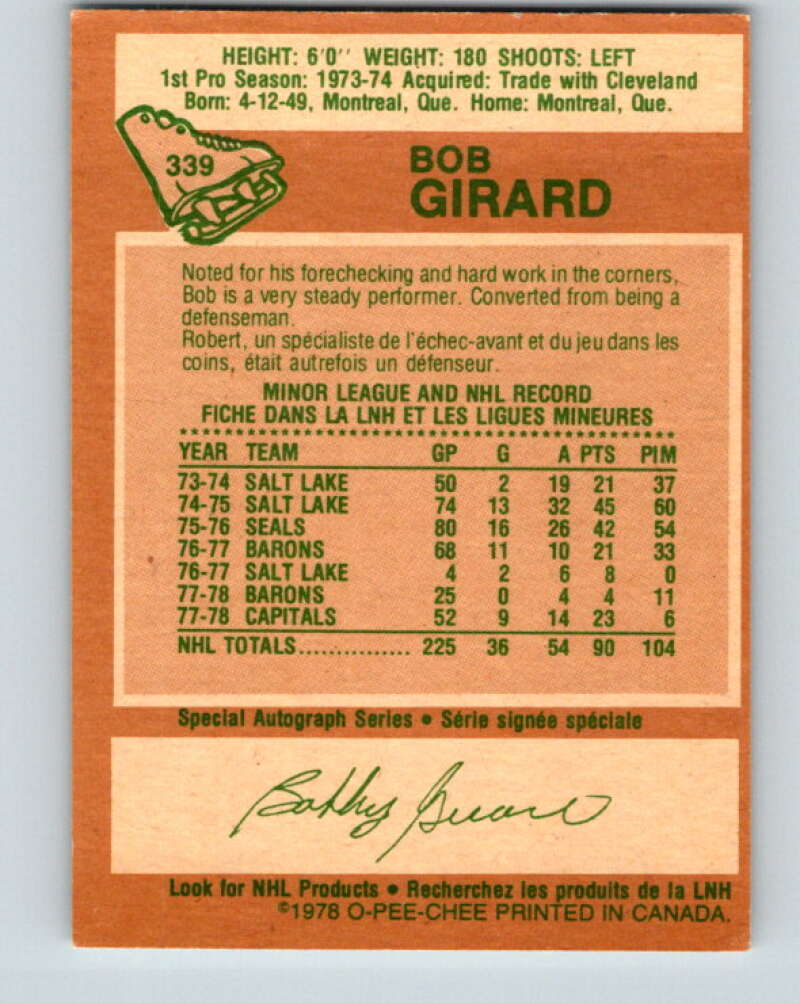 HEIGHT: 6'0'' WEIGHT: 180 SHOOTS: LEFT
1st Pro Season: 1973-74 Acquired: Trade with Cleveland
Born: 4-12-49, Montreal, Que. Home: Montreal, Que.
339
BOB
GIRARD
Noted for his forechecking and hard work in the corners,
Bob is a very steady performer. Converted from being a
defenseman.
Robert, un spécialiste de l'échec-avant et du jeu dans les
coins, était autrefois un défenseur.
MINOR LEAGUE AND NHL RECORD
FICHE DANS LA LNH ET LES LIGUES MINEURES
YEAR TEAM GP G A PTS PIM
73-74 SALT LAKE 50 2 19 21 37
74-75 SALT LAKE 74 13 32 45 60
75-76 SEALS 80 16 26 42 54
76-77 BARONS 68 11 10 21 33
76-77 SALT LAKE 4 2 6 8 0
77-78 BARONS 25 0 4 4 11
77-78 CAPITALS 52 9 14 23 6
NHL TOTALS............... 225 36 54 90 104
Special Autograph Series • Série signée spéciale
Bobby Girard
Look for NHL Products • Recherchez les produits de la LNH
©1978 O-PEE-CHEE PRINTED IN CANADA.